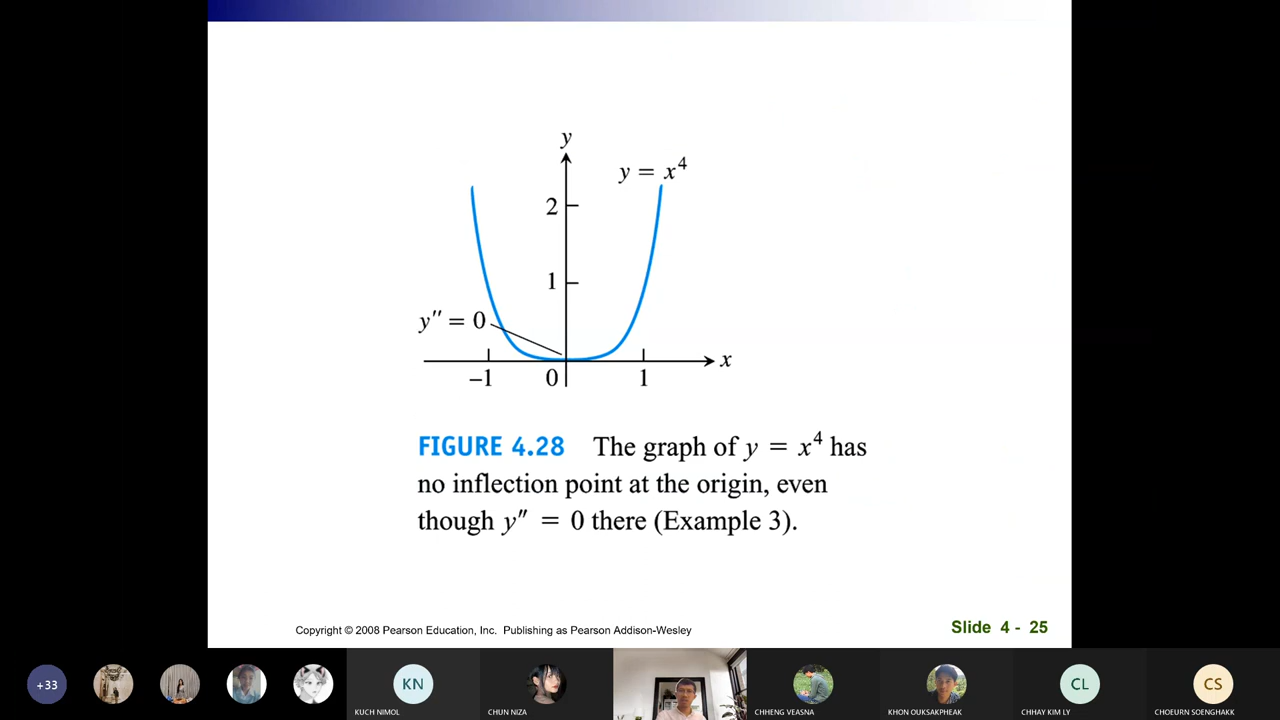 y
y = x⁴
2
1
y″ = 0
x
−1
0
1
FIGURE 4.28 The graph of y = x⁴ has
no inflection point at the origin, even
though y″ = 0 there (Example 3).
Copyright © 2008 Pearson Education, Inc. Publishing as Pearson Addison-Wesley
Slide 4 - 25
+33
KN
CL
CS
KUCH NIMOL
CHUN NIZA
CHHENG VEASNA
KHON OUKSAKPHEAK
CHHAY KIM LY
CHOEURN SOENGHAKK